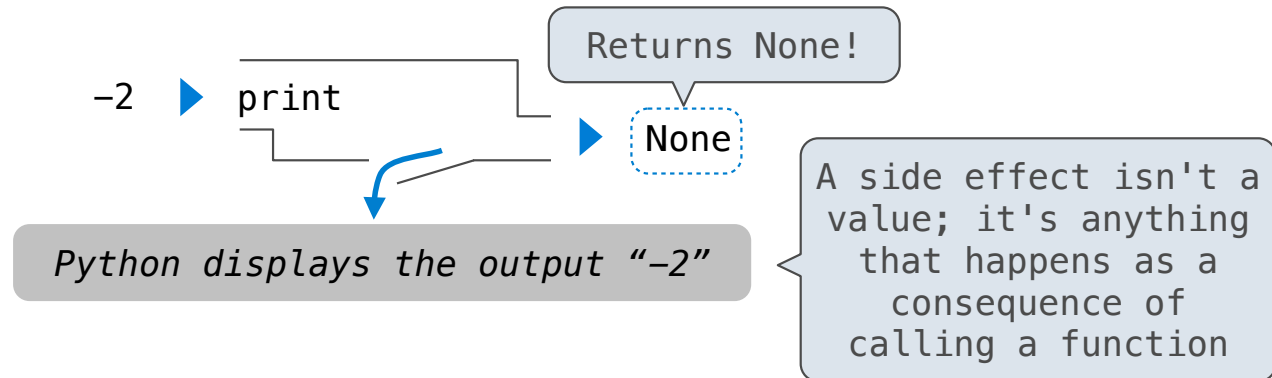 Returns None!
−2 print
None
A side effect isn't a
value; it's anything
that happens as a
consequence of
calling a function
Python displays the output “−2”